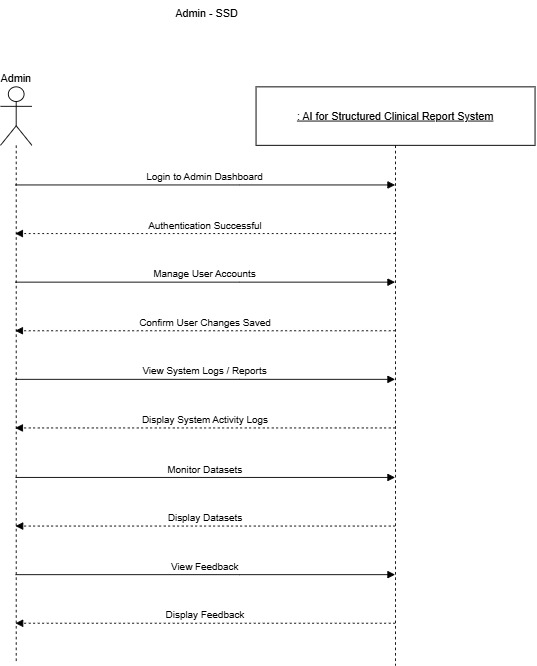 Admin - SSD
Admin
: AI for Structured Clinical Report System
Login to Admin Dashboard
Authentication Successful
Manage User Accounts
Confirm User Changes Saved
View System Logs / Reports
Display System Activity Logs
Monitor Datasets
Display Datasets
View Feedback
Display Feedback